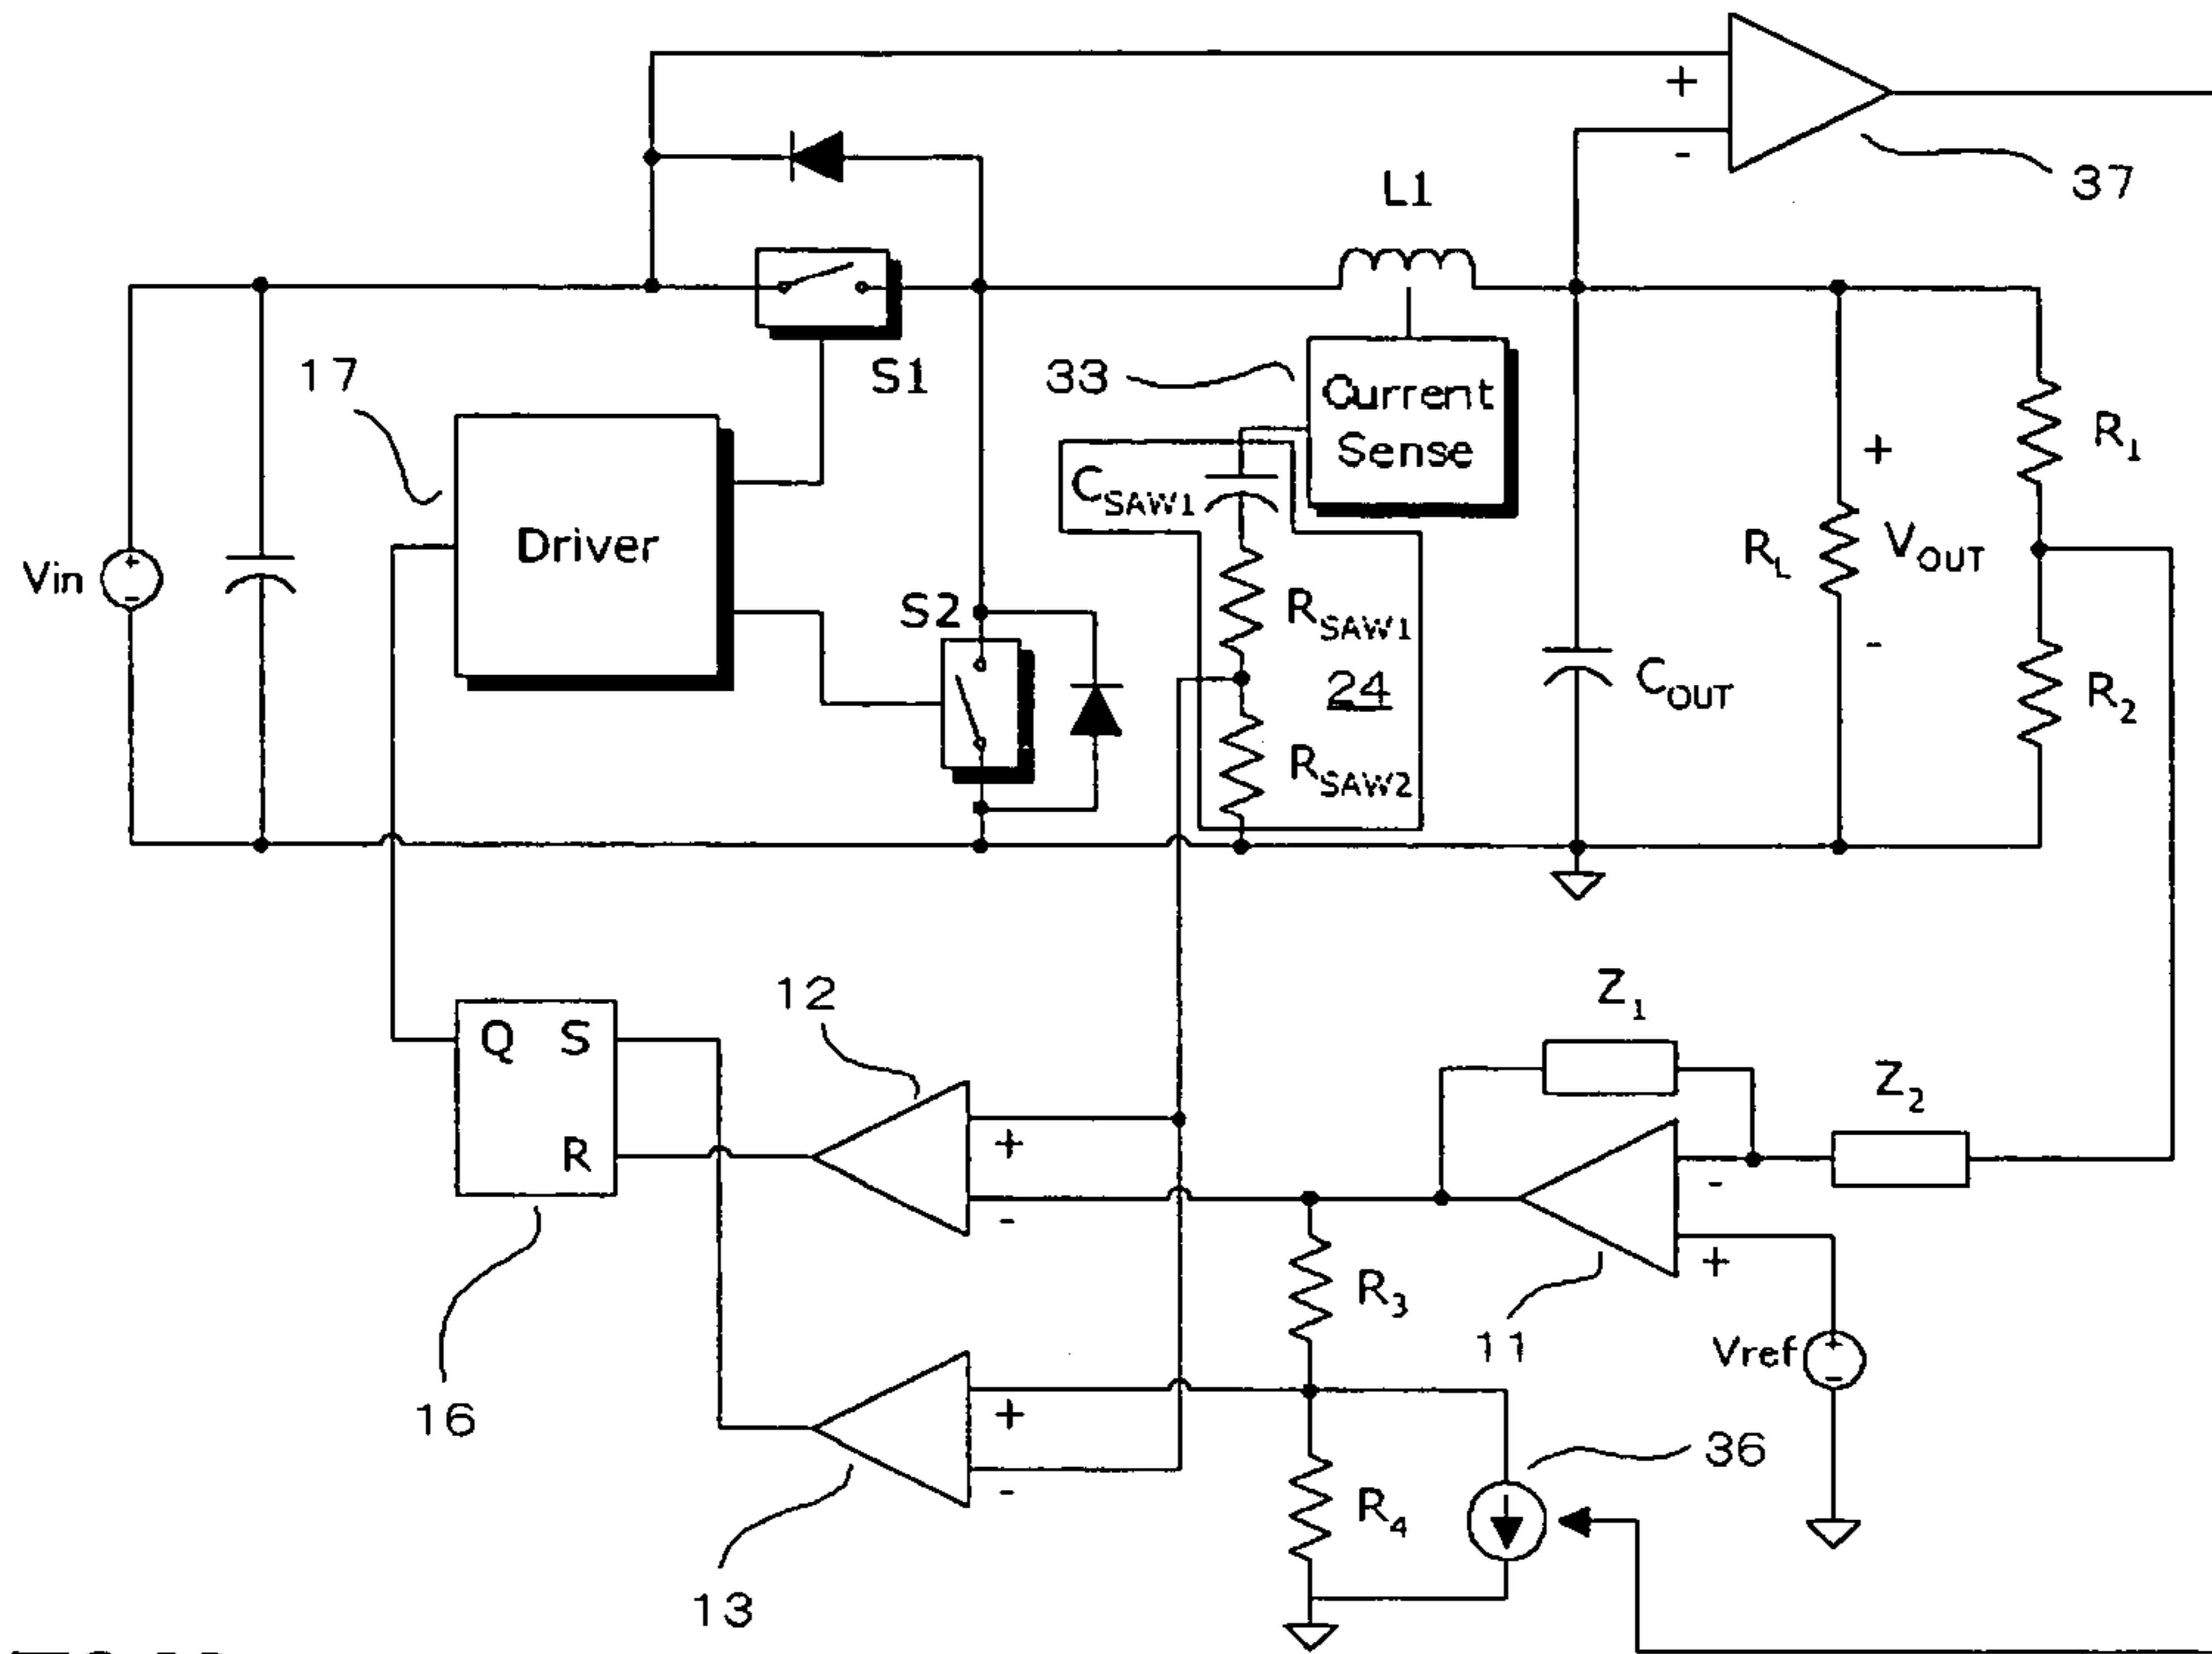 +
-
37
L1
17
S1
33
Current
Sense
R1
+
CSAW1
Driver
Vin
+
-
RL
VOUT
S2
RSAW1
24
-
COUT
R2
RSAW2
12
Z1
Q S
Z2
R
+
-
-
+
R3
11
Vref
+
-
16
+
36
-
R4
13